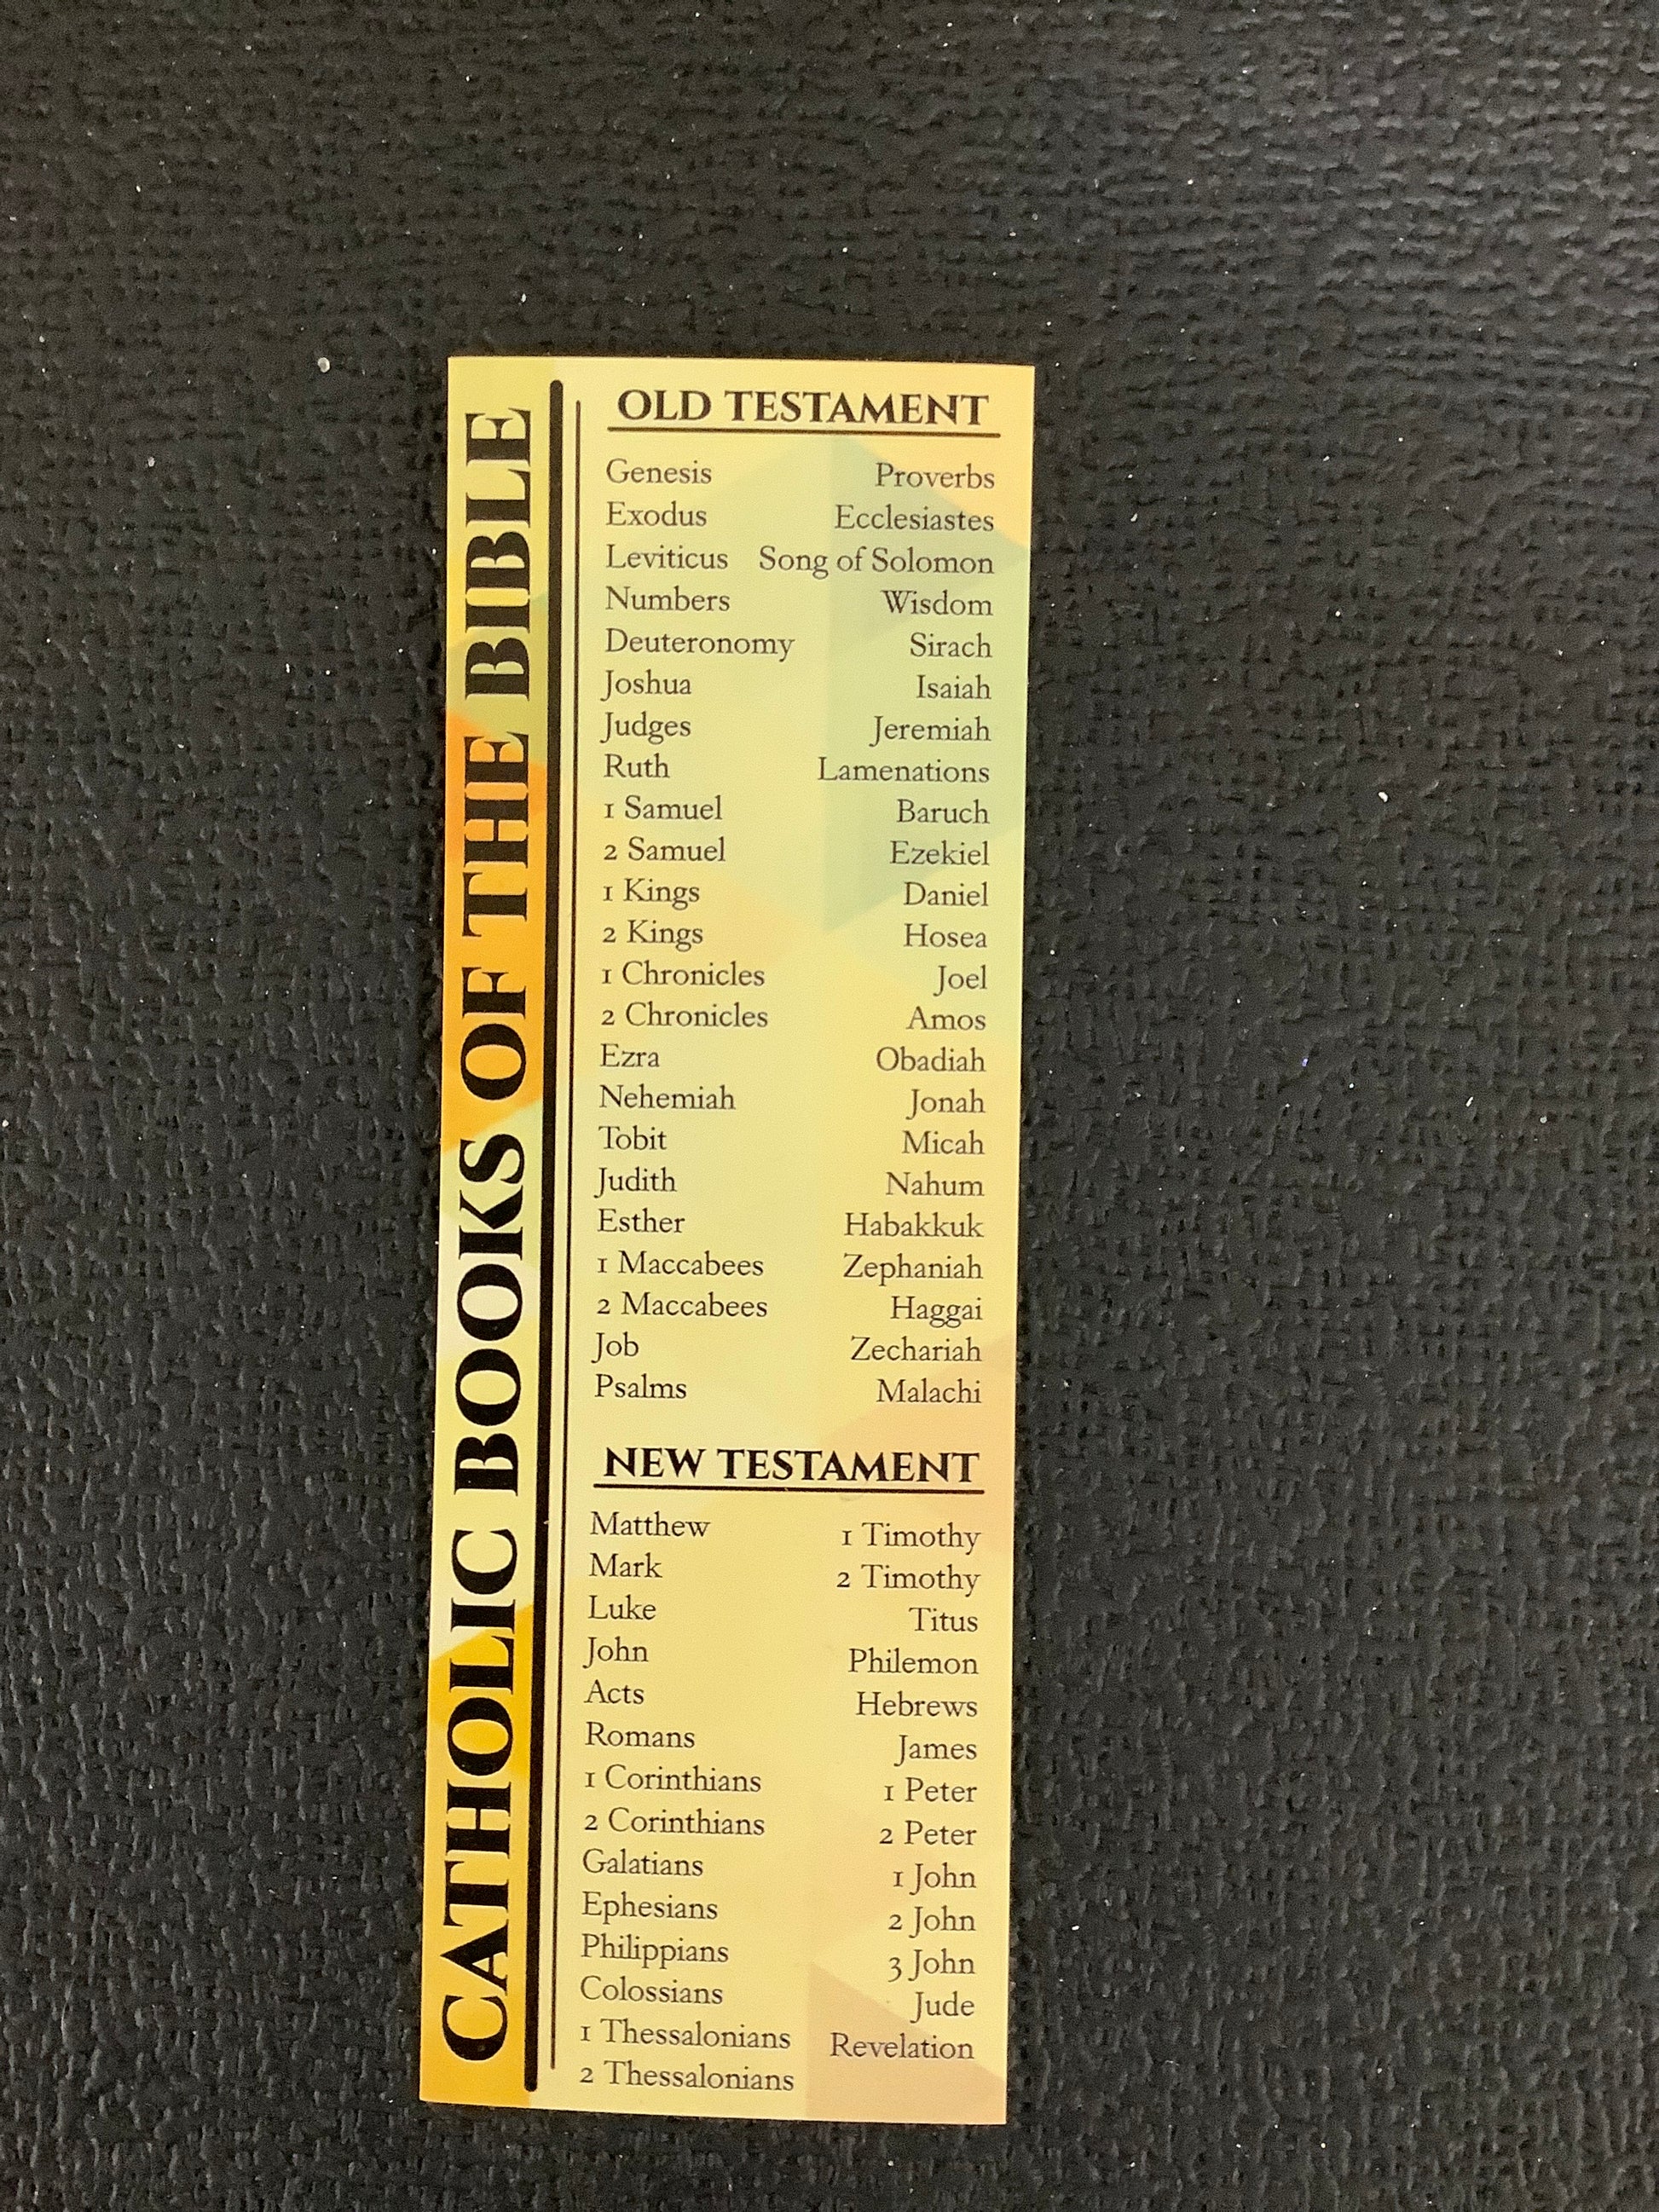 CATHOLIC BOOKS OF THE BIBLE
OLD TESTAMENT
Genesis
Exodus
Leviticus
Numbers
Deuteronomy
Joshua
Judges
Ruth
1 Samuel
2 Samuel
1 Kings
2 Kings
1 Chronicles
2 Chronicles
Ezra
Nehemiah
Tobit
Judith
Esther
1 Maccabees
2 Maccabees
Job
Psalms
Proverbs
Ecclesiastes
Song of Solomon
Wisdom
Sirach
Isaiah
Jeremiah
Lamenations
Baruch
Ezekiel
Daniel
Hosea
Joel
Amos
Obadiah
Jonah
Micah
Nahum
Habakkuk
Zephaniah
Haggai
Zechariah
Malachi
NEW TESTAMENT
Matthew
Mark
Luke
John
Acts
Romans
1 Corinthians
2 Corinthians
Galatians
Ephesians
Philippians
Colossians
1 Thessalonians
2 Thessalonians
1 Timothy
2 Timothy
Titus
Philemon
Hebrews
James
1 Peter
2 Peter
1 John
2 John
3 John
Jude
Revelation